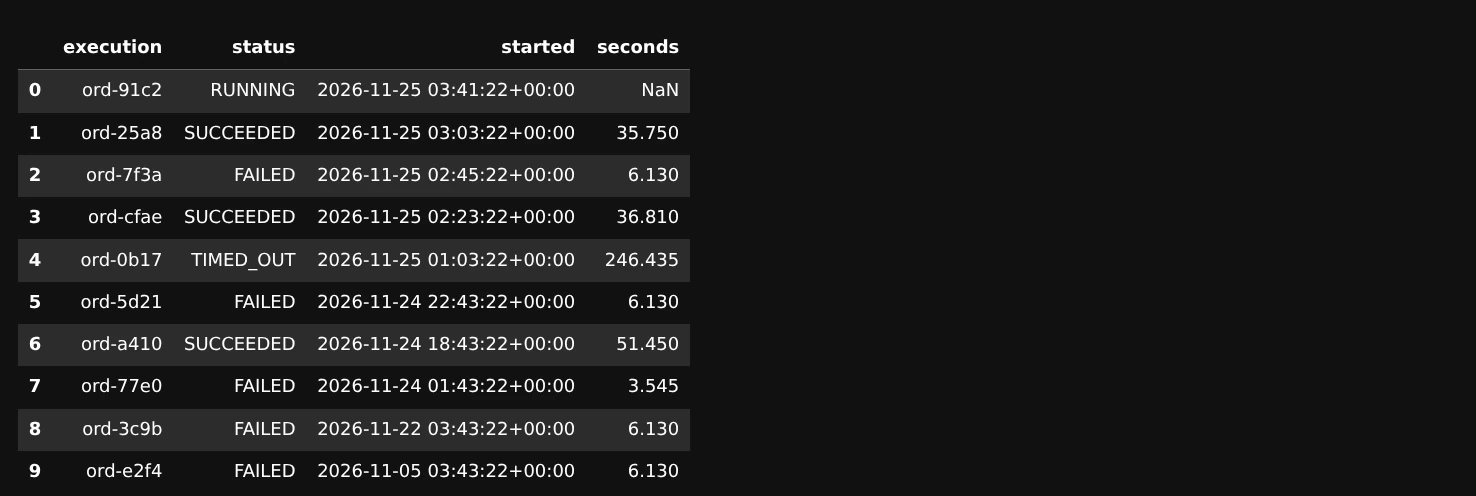 execution status started seconds
0 ord-91c2 RUNNING 2026-11-25 03:41:22+00:00 NaN
1 ord-25a8 SUCCEEDED 2026-11-25 03:03:22+00:00 35.750
2 ord-7f3a FAILED 2026-11-25 02:45:22+00:00 6.130
3 ord-cfae SUCCEEDED 2026-11-25 02:23:22+00:00 36.810
4 ord-0b17 TIMED_OUT 2026-11-25 01:03:22+00:00 246.435
5 ord-5d21 FAILED 2026-11-24 22:43:22+00:00 6.130
6 ord-a410 SUCCEEDED 2026-11-24 18:43:22+00:00 51.450
7 ord-77e0 FAILED 2026-11-24 01:43:22+00:00 3.545
8 ord-3c9b FAILED 2026-11-22 03:43:22+00:00 6.130
9 ord-e2f4 FAILED 2026-11-05 03:43:22+00:00 6.130